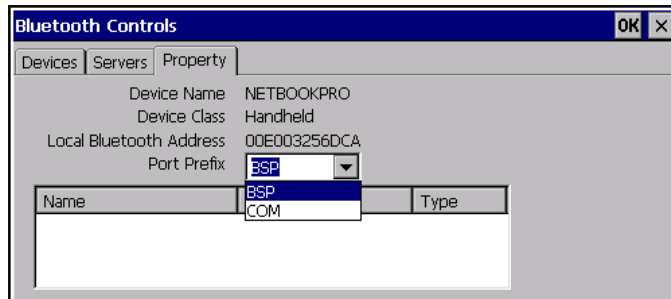 Bluetooth Controls OK ×
Devices Servers Property
Device Name NETBOOKPRO
Device Class Handheld
Local Bluetooth Address 00E003256DCA
Port Prefix BSP
BSP
COM
Name Type